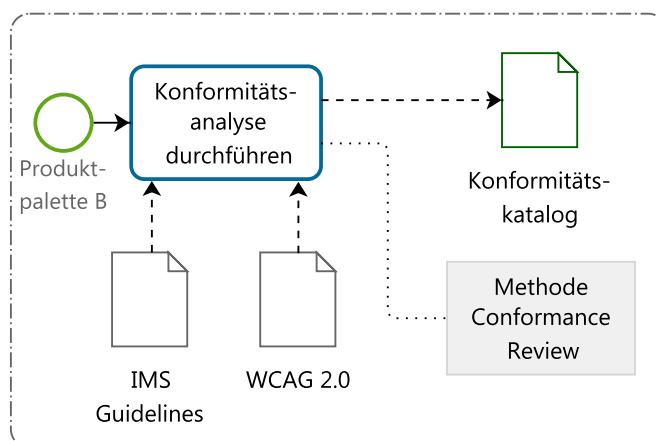 Konformitäts-
analyse
durchführen
Produkt-
palette B
Konformitäts-
katalog
Methode
Conformance
Review
IMS
Guidelines
WCAG 2.0